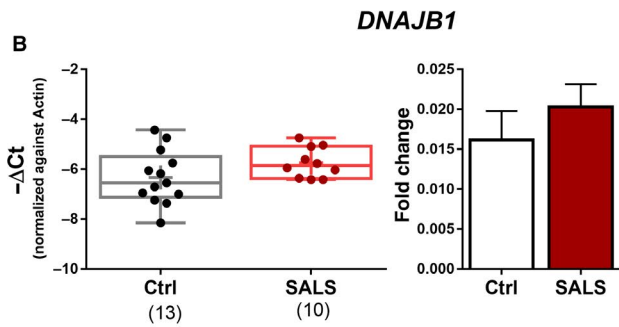 DNAJB1
B
−ΔCt
(normalized against Actin)
−2
−4
−6
−8
−10
Ctrl
(13)
SALS
(10)
Fold change
0.025
0.020
0.015
0.010
0.005
0.000
Ctrl
SALS